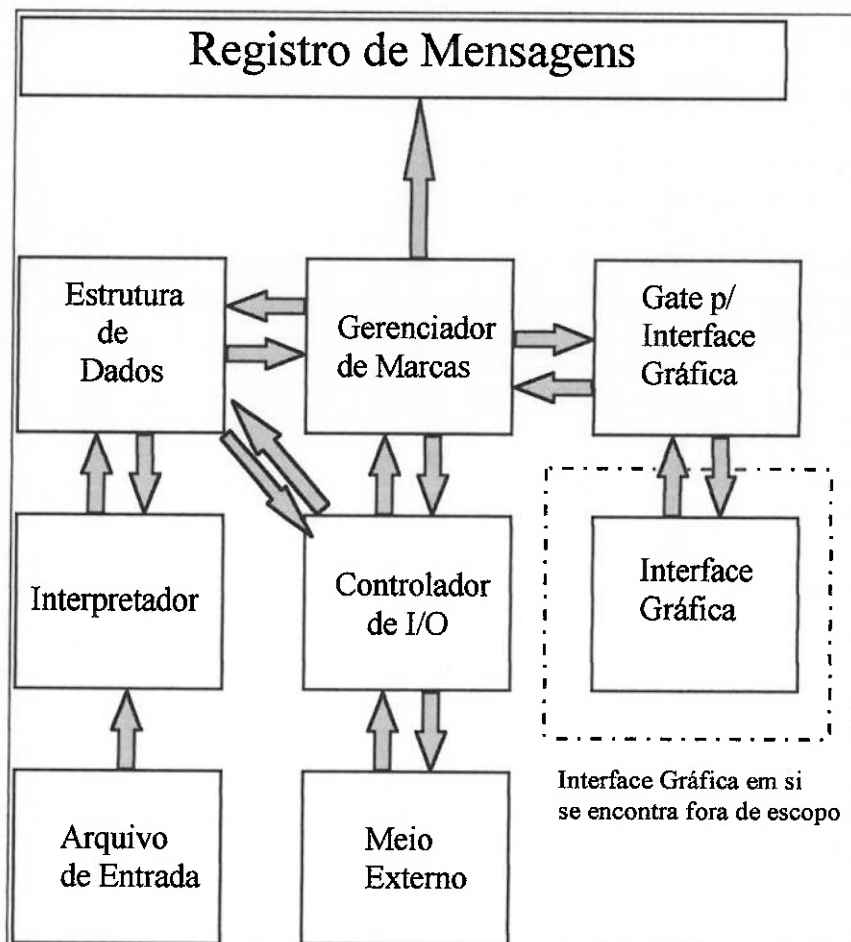 Registro de Mensagens
Estrutura
de
Dados
Gerenciador
de Marcas
Gate p/
Interface
Gráfica
Interpretador
Controlador
de I/O
Interface
Gráfica
Arquivo
de Entrada
Meio
Externo
Interface Gráfica em si
se encontra fora de escopo